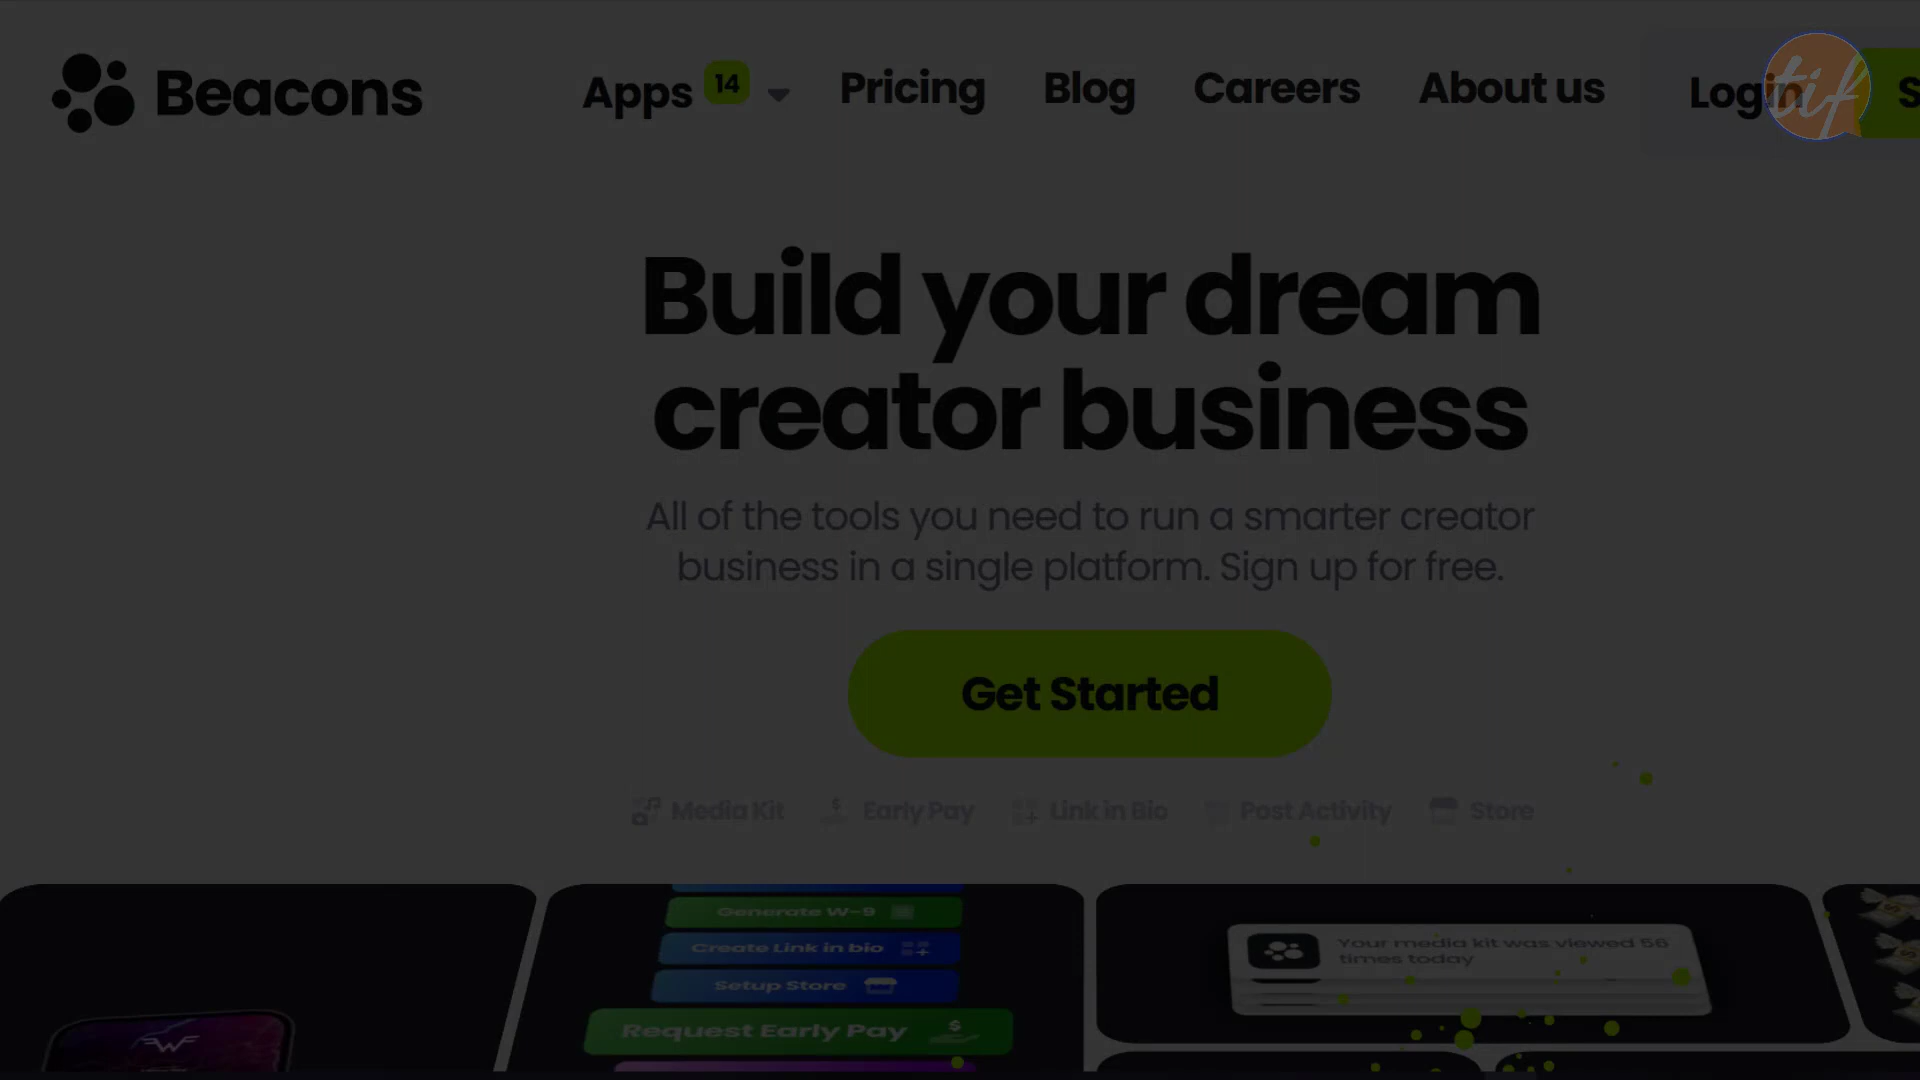 Beacons
Apps 14
Pricing
Blog
Careers
About us
Login
tif
S
Build your dream
creator business
All of the tools you need to run a smarter creator
business in a single platform. Sign up for free.
Get Started
Media Kit
Early Pay
Link in Bio
Post Activity
Store
Generate W-9
Create Link in bio
Setup Store
Request Early Pay
Your media kit was viewed 56
times today